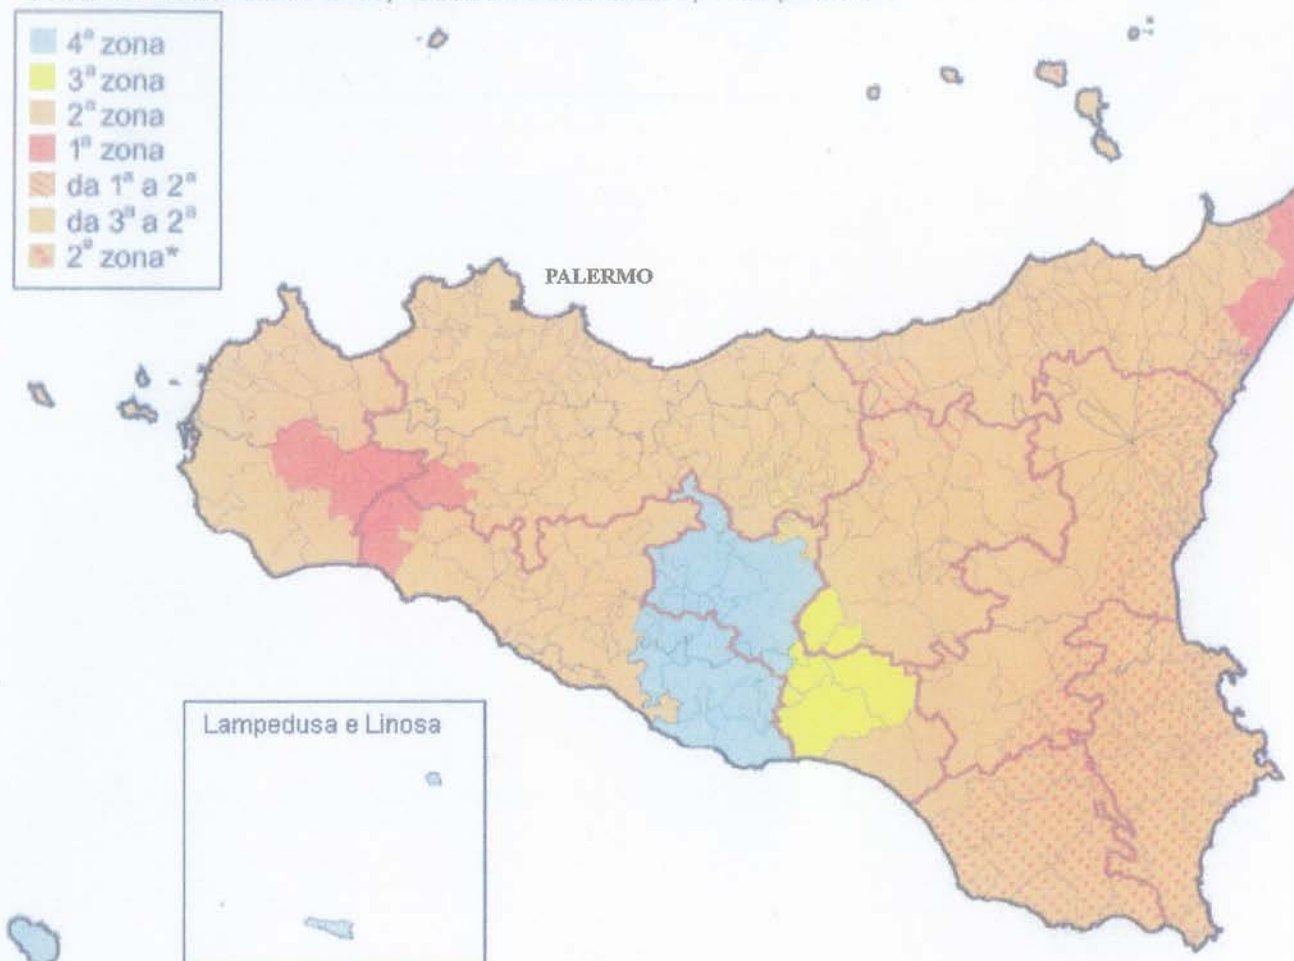 4ª zona
3ª zona
2ª zona
1ª zona
da 1ª a 2ª
da 3ª a 2ª
2ª zona*
PALERMO
Lampedusa e Linosa